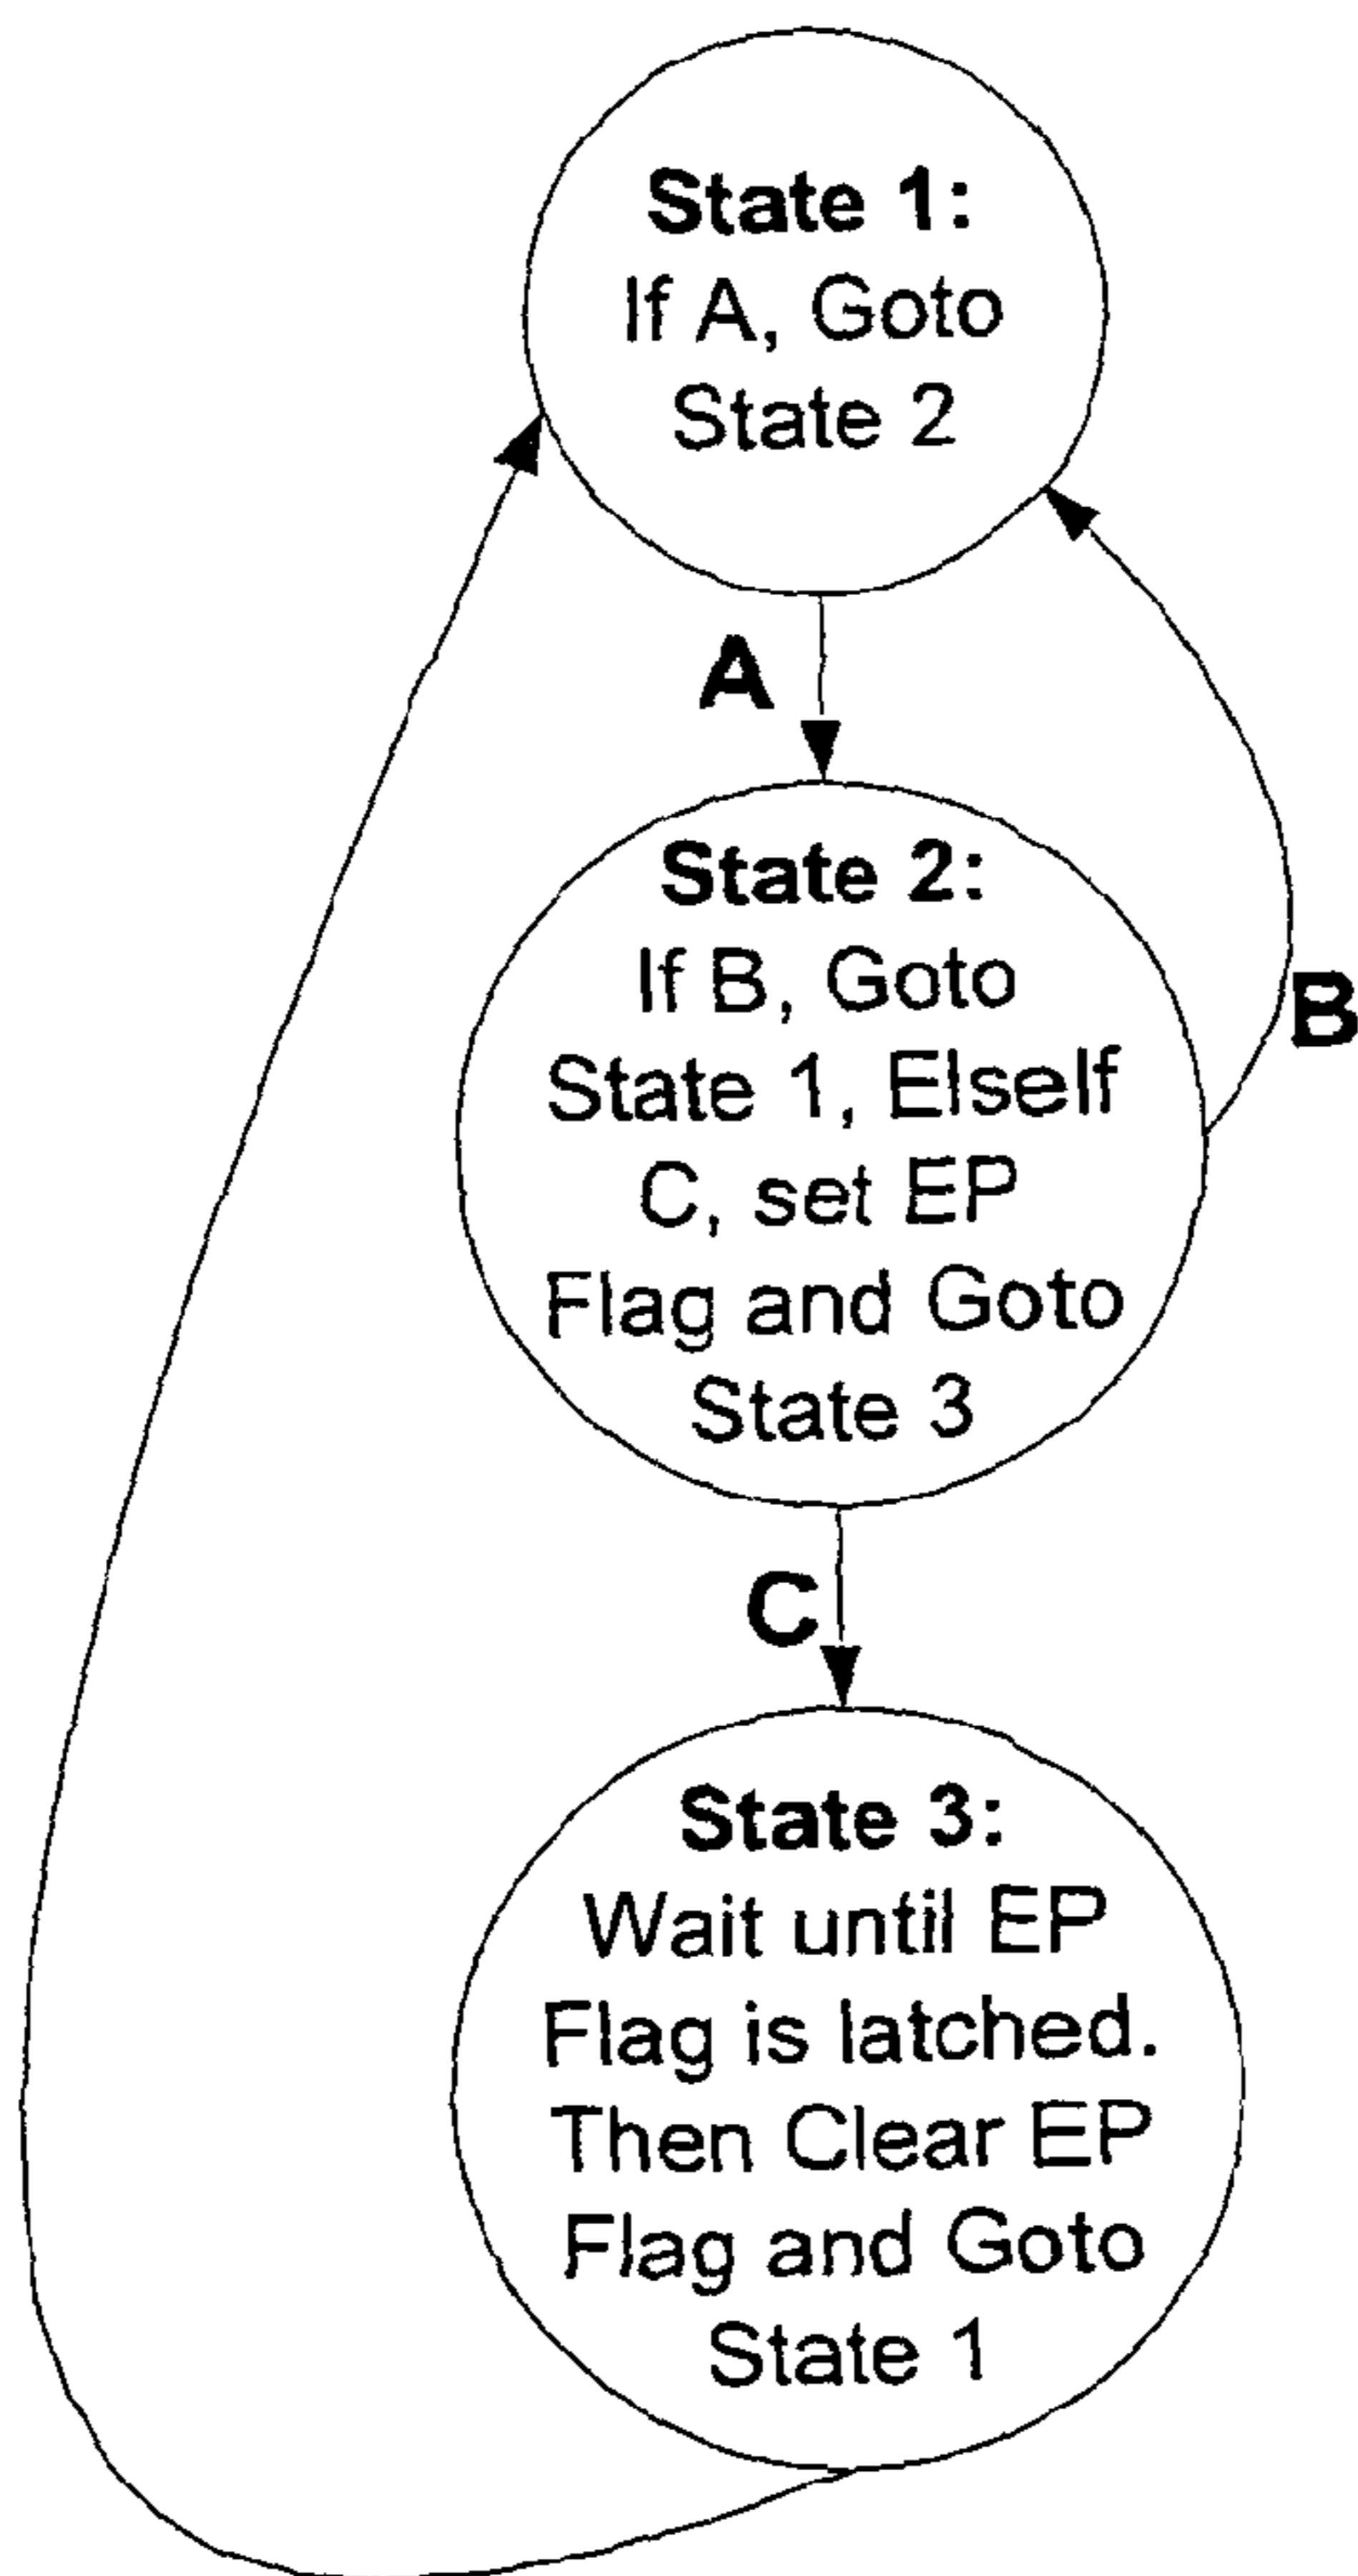 State 1:
If A, Goto
State 2
A
State 2:
If B, Goto
State 1, ElseIf
C, set EP
Flag and Goto
State 3
B
C
State 3:
Wait until EP
Flag is latched.
Then Clear EP
Flag and Goto
State 1